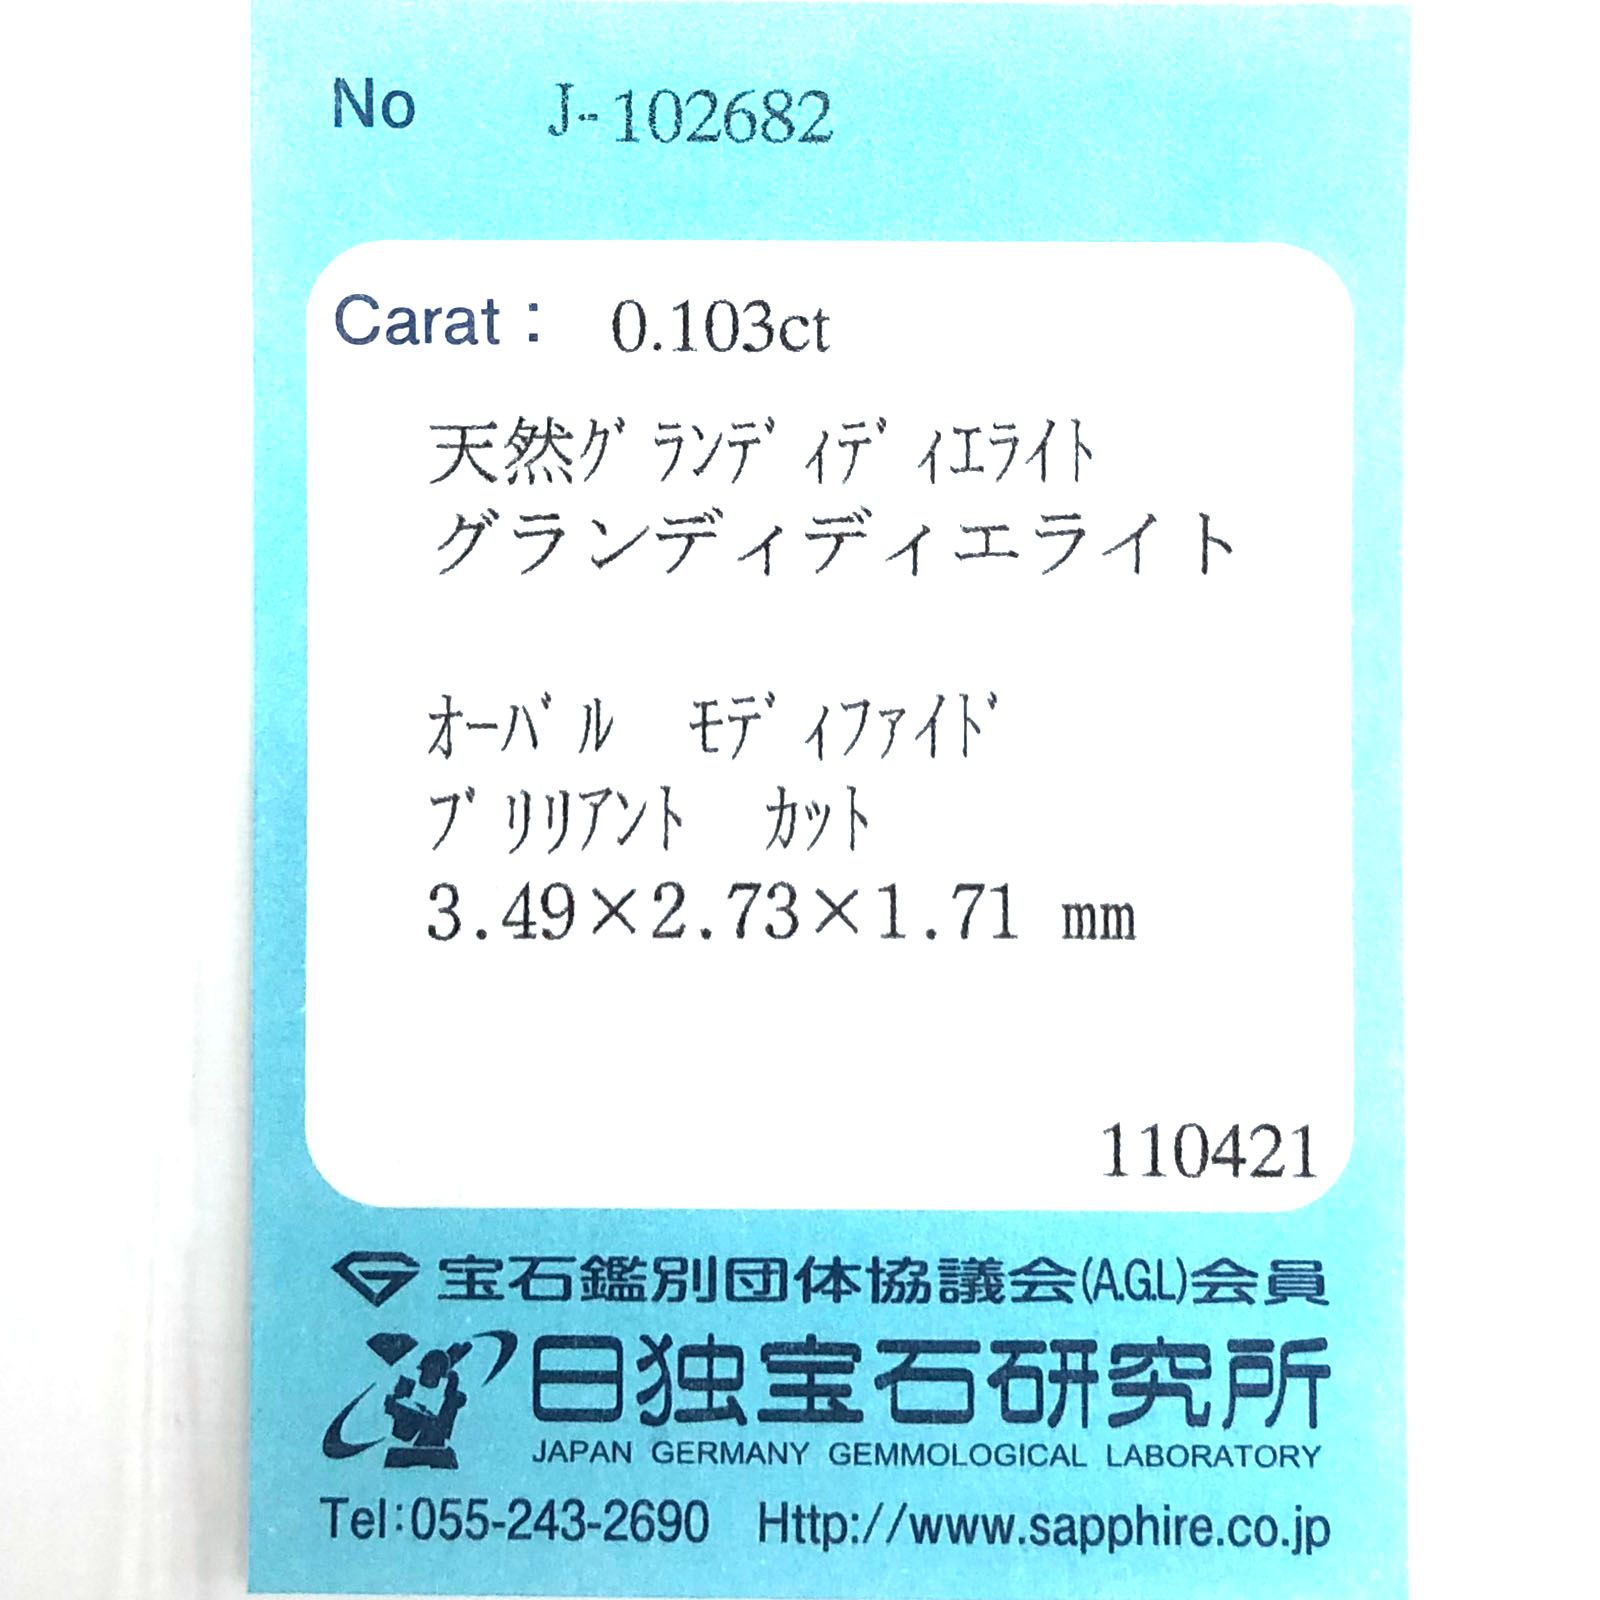 No J-102682
Carat: 0.103ct
天然ｸﾞﾗﾝﾃﾞｨﾃﾞｨｴﾗｲﾄ
グランディディエライト
ｵｰﾊﾞﾙ ﾓﾃﾞｨﾌｧｲﾄﾞ
ﾌﾞﾘﾘｱﾝﾄ ｶｯﾄ
3.49×2.73×1.71 mm
110421
宝石鑑別団体協議会(A.G.L)会員
日独宝石研究所
JAPAN GERMANY GEMMOLOGICAL LABORATORY
Tel:055-243-2690 Http://www.sapphire.co.jp